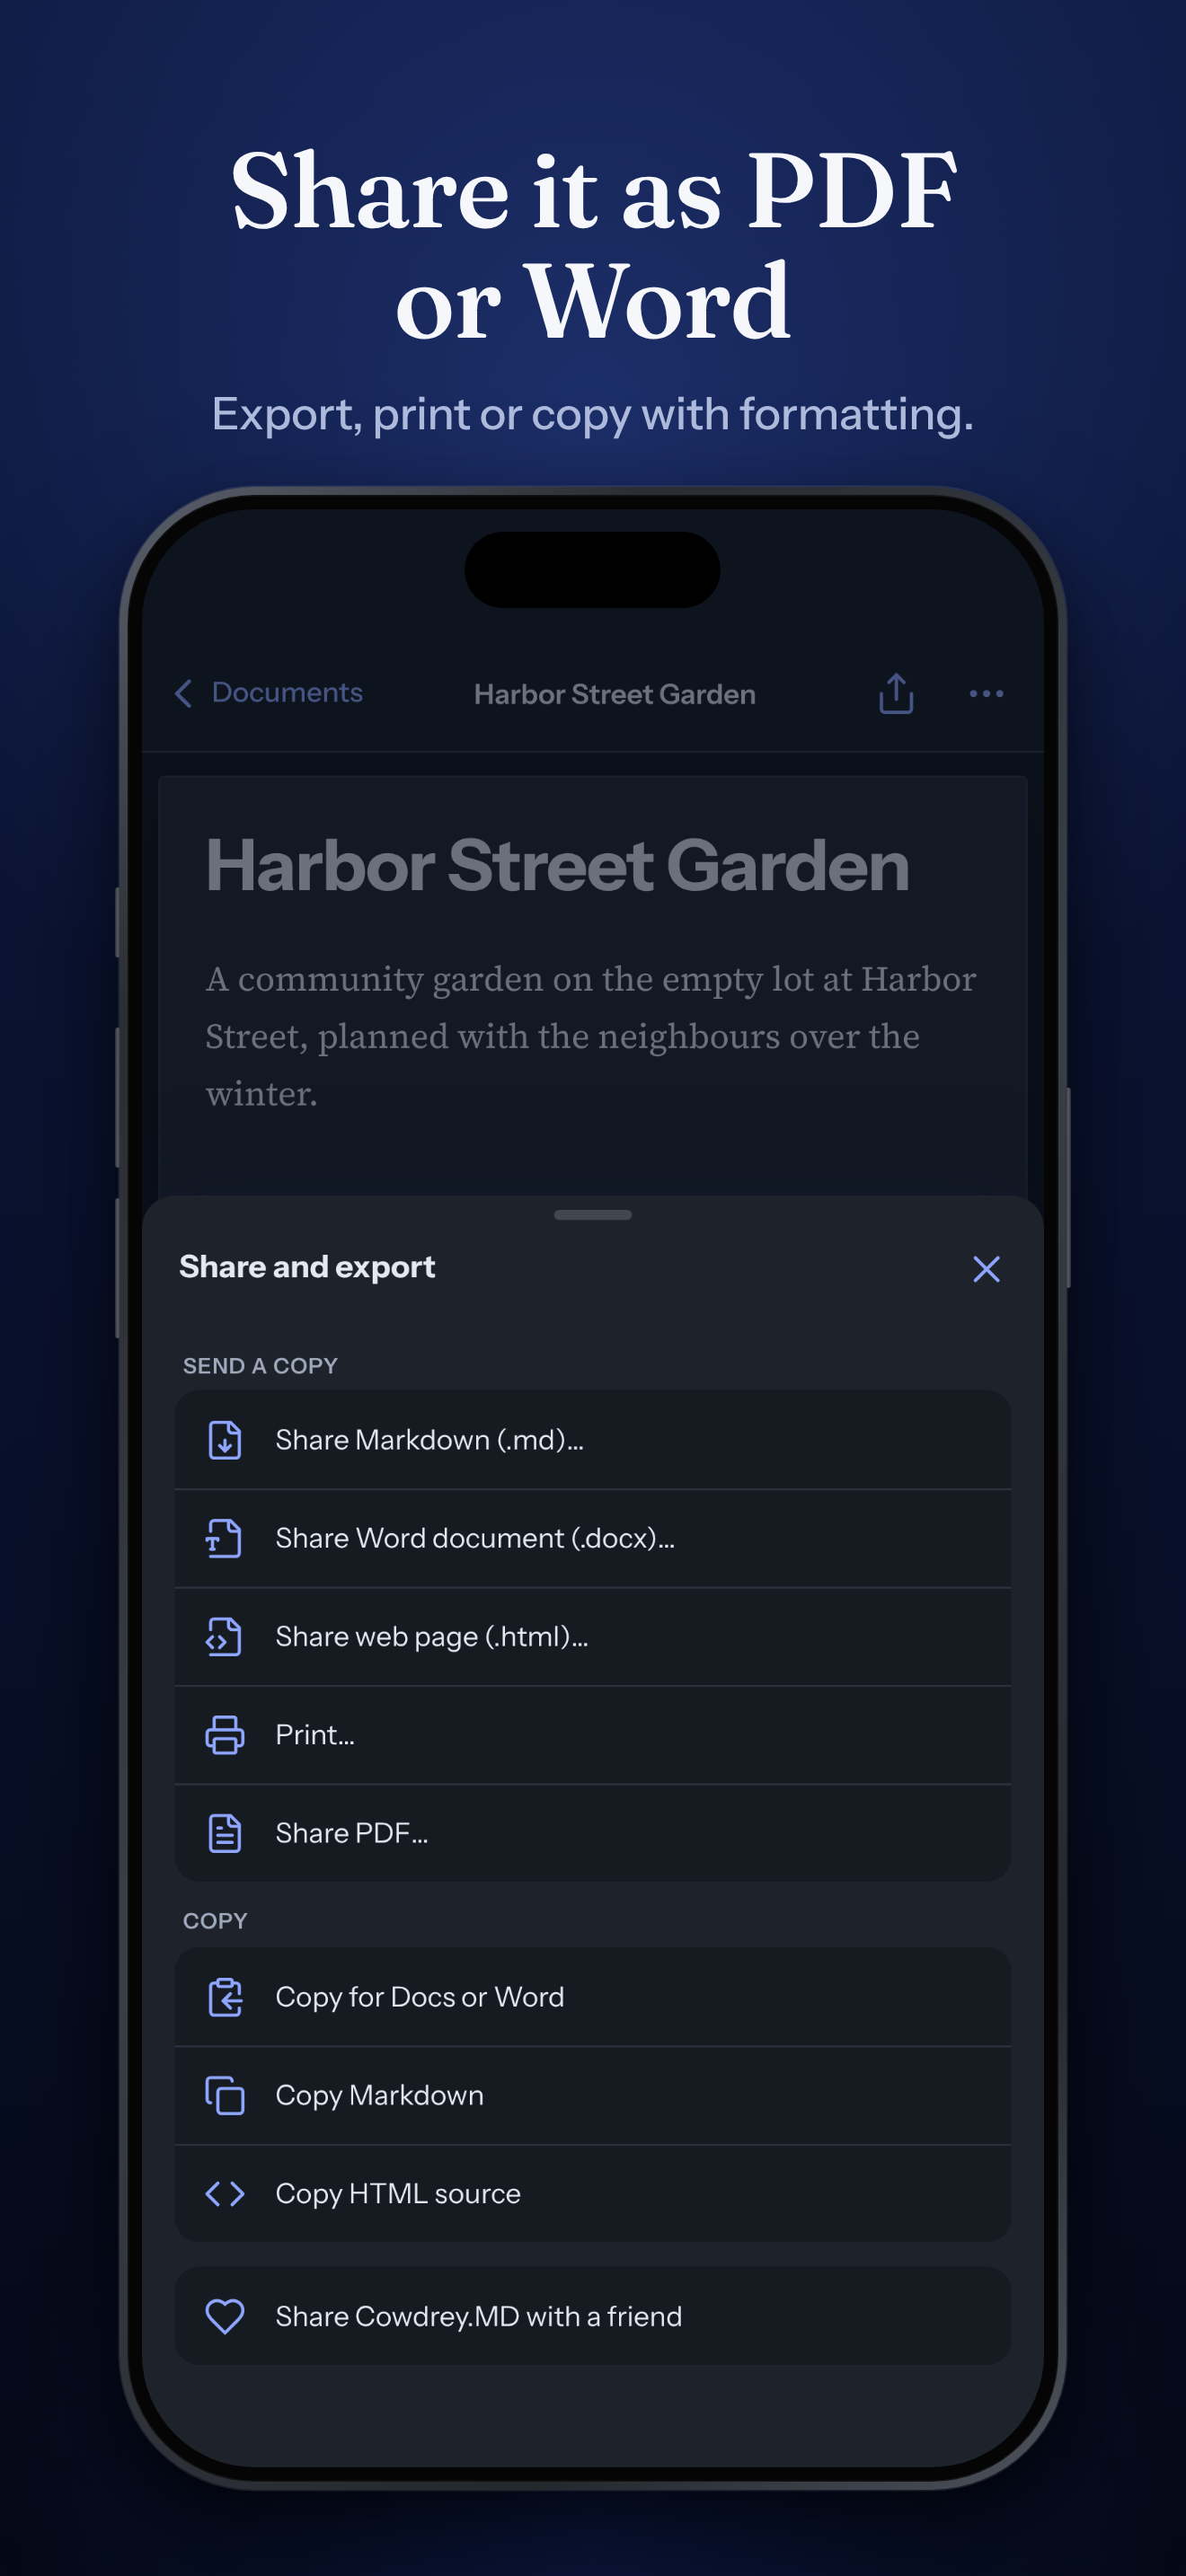 Share it as PDF
or Word
Export, print or copy with formatting.
Documents
Harbor Street Garden
Harbor Street Garden
A community garden on the empty lot at Harbor
Street, planned with the neighbours over the
winter.
Share and export
SEND A COPY
Share Markdown (.md)...
Share Word document (.docx)...
Share web page (.html)...
Print...
Share PDF...
COPY
Copy for Docs or Word
Copy Markdown
Copy HTML source
Share Cowdrey.MD with a friend